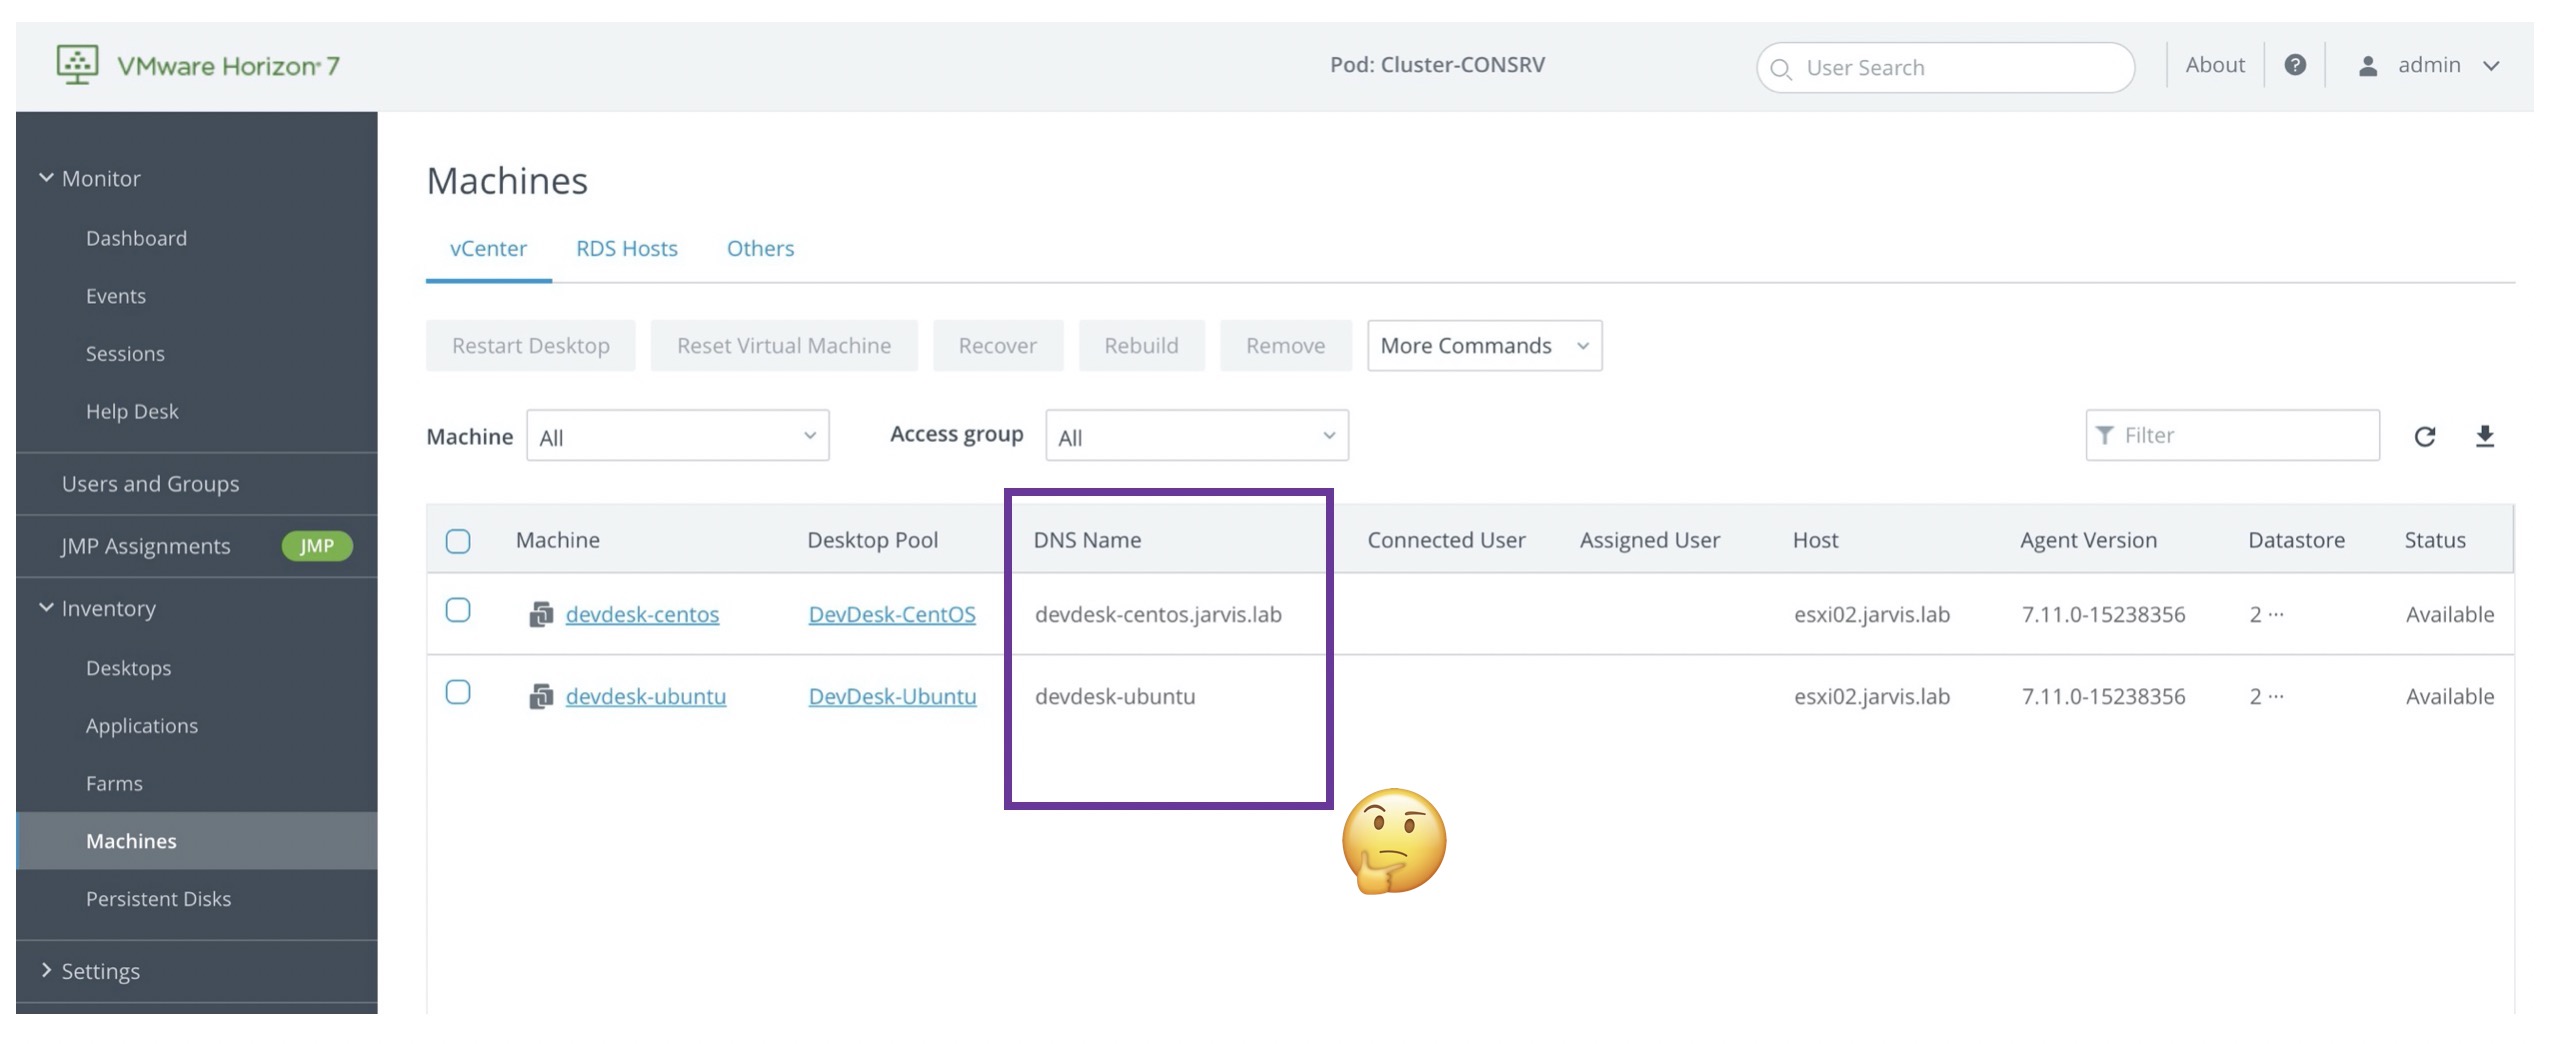 VMware Horizon® 7
Pod: Cluster-CONSRV
User Search
About
admin
Monitor
Dashboard
Events
Sessions
Help Desk
Users and Groups
JMP Assignments JMP
Inventory
Desktops
Applications
Farms
Machines
Persistent Disks
Settings
Machines
vCenter RDS Hosts Others
Restart Desktop Reset Virtual Machine Recover Rebuild Remove More Commands
Machine All Access group All Filter
Machine Desktop Pool DNS Name Connected User Assigned User Host Agent Version Datastore Status
devdesk-centos DevDesk-CentOS devdesk-centos.jarvis.lab esxi02.jarvis.lab 7.11.0-15238356 2 ··· Available
devdesk-ubuntu DevDesk-Ubuntu devdesk-ubuntu esxi02.jarvis.lab 7.11.0-15238356 2 ··· Available